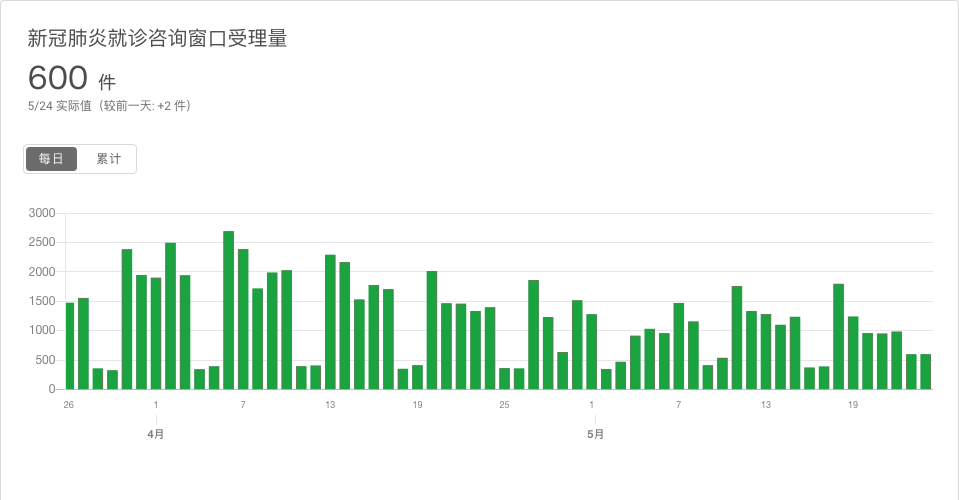 新冠肺炎就诊咨询窗口受理量
600 件
5/24 实际值（较前一天: +2 件）
每日 累计
3000
2500
2000
1500
1000
500
0
26 1 7 13 19 25 1 7 13 19
4月 5月